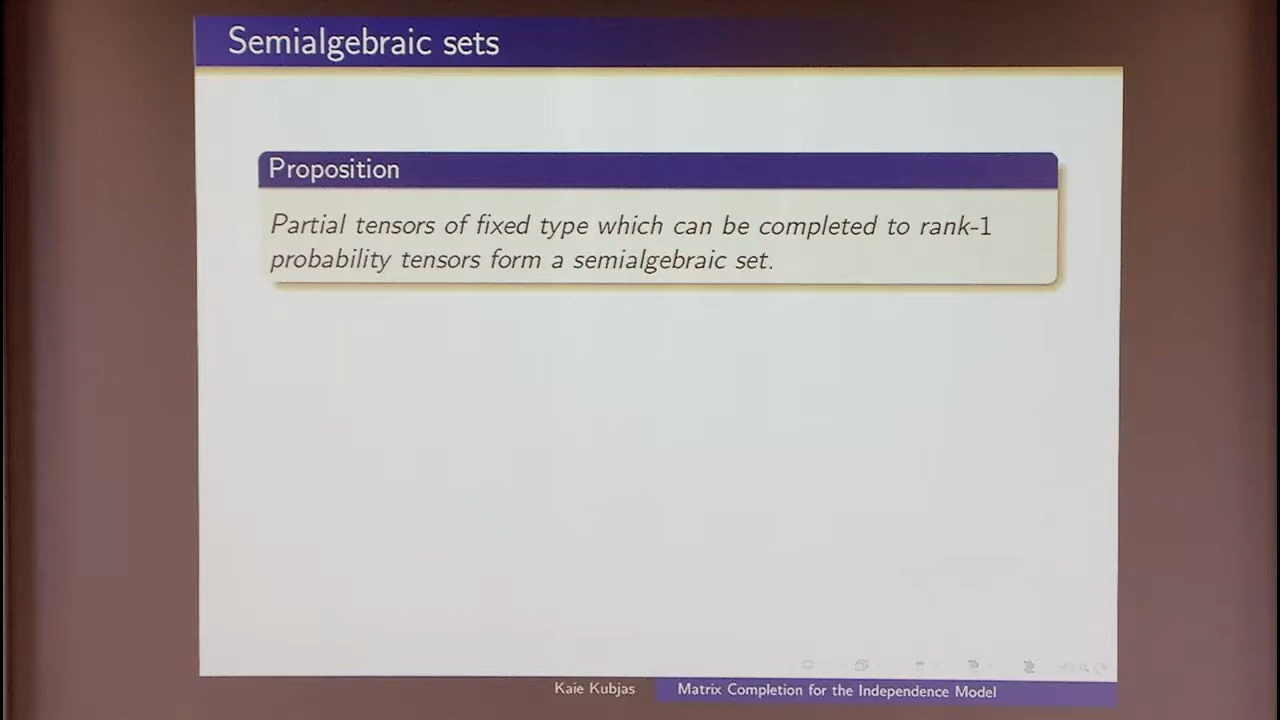 Semialgebraic sets
Proposition
Partial tensors of fixed type which can be completed to rank-1
probability tensors form a semialgebraic set.
Kaie Kubjas
Matrix Completion for the Independence Model